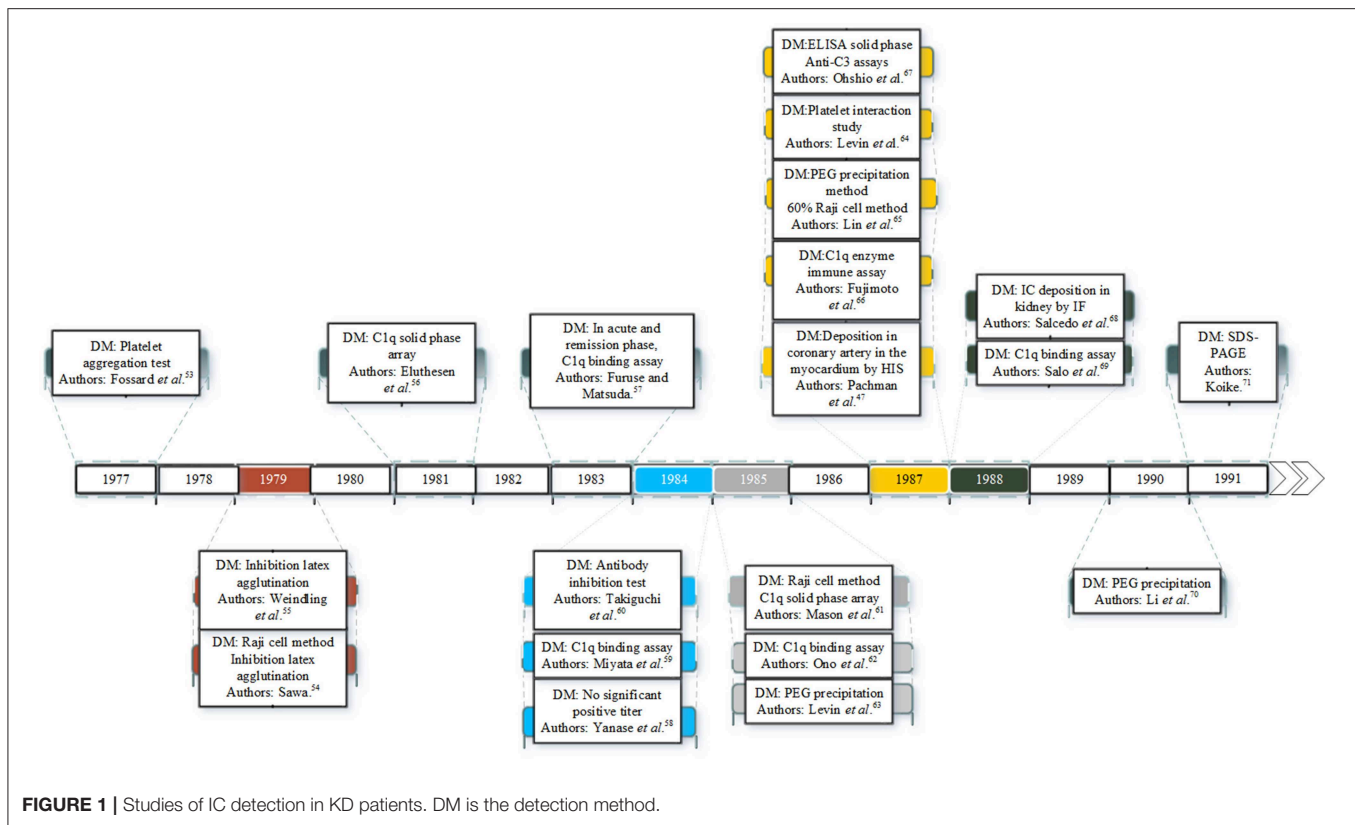 DM:ELISA solid phase
Anti-C3 assays
Authors: Ohshio et al.67
DM:Platelet interaction
study
Authors: Levin et al.64
DM:PEG precipitation
method
60% Raji cell method
Authors: Lin et al.65
DM:C1q enzyme
immune assay
Authors: Fujimoto
et al.66
DM:Deposition in
coronary artery in the
myocardium by HIS
Authors: Pachman
et al.47
DM: IC deposition in
kidney by IF
Authors: Salcedo et al.68
DM: C1q binding assay
Authors: Salo et al.69
DM: Platelet
aggregation test
Authors: Fossard et al.53
DM: C1q solid phase
array
Authors: Eluthesen
et al.56
DM: In acute and
remission phase,
C1q binding assay
Authors: Furuse and
Matsuda.57
DM: SDS-
PAGE
Authors:
Koike.71
1977 1978 1979 1980 1981 1982 1983 1984 1985 1986 1987 1988 1989 1990 1991
DM: Inhibition latex
agglutination
Authors: Weindling
et al.55
DM: Raji cell method
Inhibition latex
agglutination
Authors: Sawa.54
DM: Antibody
inhibition test
Authors: Takiguchi
et al.60
DM: C1q binding assay
Authors: Miyata et al.59
DM: No significant
positive titer
Authors: Yanase et al.58
DM: Raji cell method
C1q solid phase array
Authors: Mason et al.61
DM: C1q binding assay
Authors: Ono et al.62
DM: PEG precipitation
Authors: Levin et al.63
DM: PEG precipitation
Authors: Li et al.70
FIGURE 1 | Studies of IC detection in KD patients. DM is the detection method.